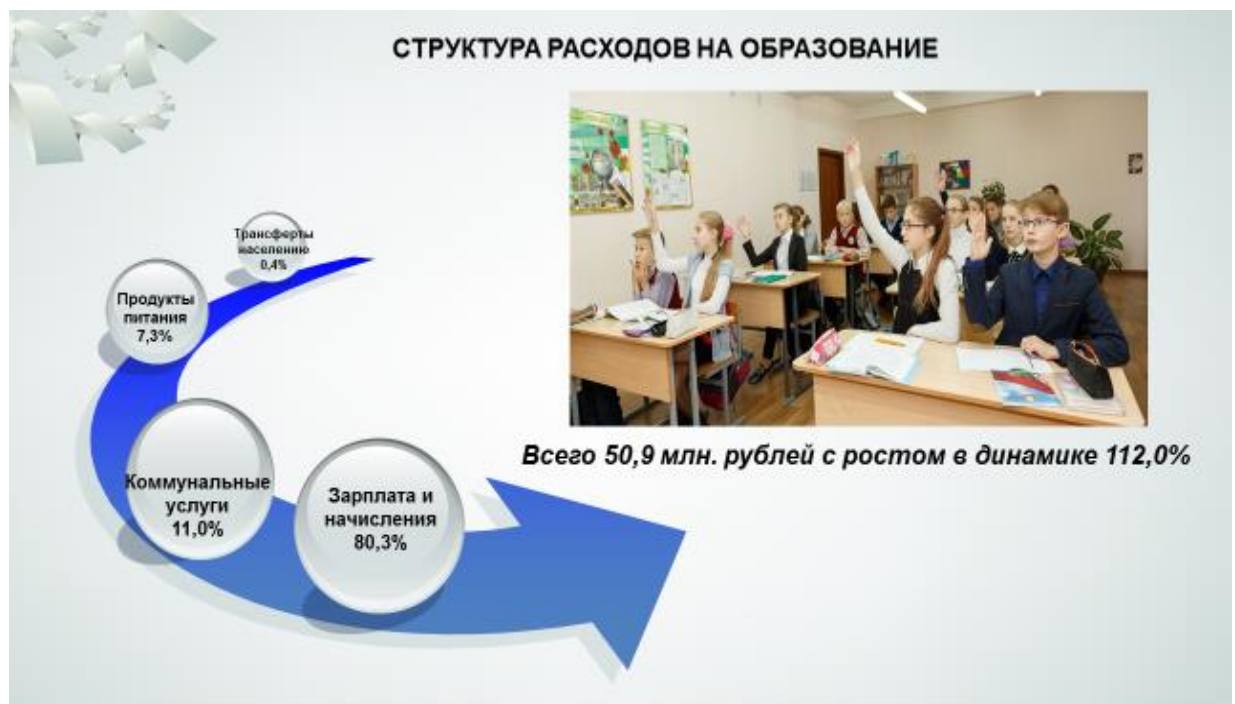 СТРУКТУРА РАСХОДОВ НА ОБРАЗОВАНИЕ
Трансферты
населению
0,4%
Продукты
питания
7,3%
Коммунальные
услуги
11,0%
Зарплата и
начисления
80,3%
Всего 50,9 млн. рублей с ростом в динамике 112,0%